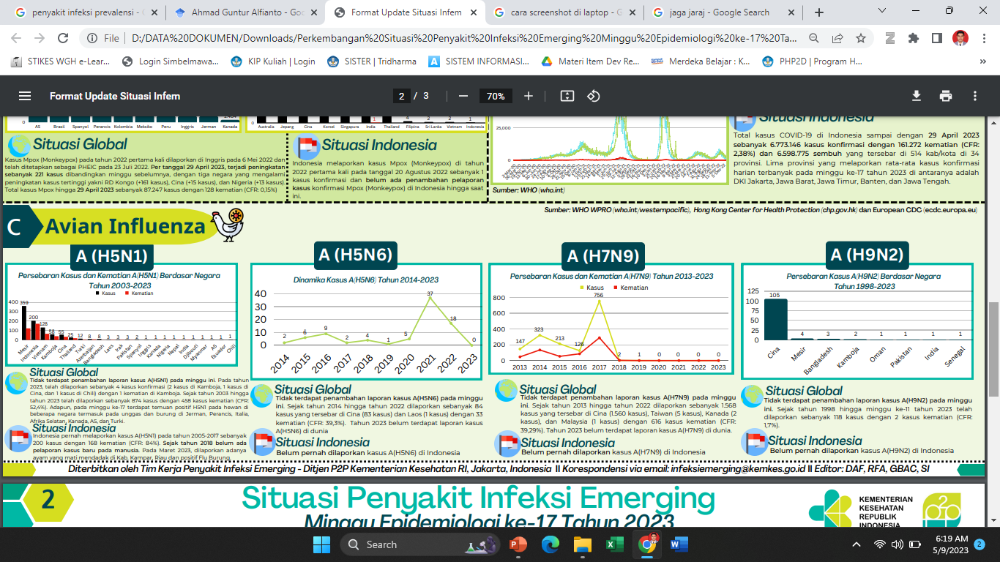 penyakit infeksi prevalensi - G
Ahmad Guntur Alfianto - Goo
Format Update Situasi Infem
cara screenshot di laptop - G
jaga jaraj - Google Search
File
D:/DATA%20DOKUMEN/Downloads/Perkembangan%20Situasi%20Penyakit%20Infeksi%20Emerging%20Minggu%20Epidemiologi%20ke-17%20Ta...
STIKES WGH e-Lear...
Login Simbelmawa...
KIP Kuliah | Login
SISTER | Tridharma
SISTEM INFORMASI...
Materi Item Dev Re...
Merdeka Belajar : K...
PHP2D | Program H...
Format Update Situasi Infem
2 / 3
70%
0
AS Brasil Spanyol Perancis Kolombia Meksiko Peru Inggris Jerman Kanada
0
1 4 2 2 1
Australia Jepang Cina Korsel Singapura India Thailand Filipina Sri Lanka Vietnam Indonesia
25,000
0
Sumber: WHO (who.int)
Situasi Indonesia
Total kasus COVID-19 di Indonesia sampai dengan 29 April 2023
sebanyak 6.773.146 kasus konfirmasi dengan 161.272 kematian (CFR:
2,38%) dan 6.598.775 sembuh yang tersebar di 514 kab/kota di 34
provinsi. Lima provinsi yang melaporkan rata-rata kasus konfirmasi
harian terbanyak pada minggu ke-17 tahun 2023 di antaranya adalah
DKI Jakarta, Jawa Barat, Jawa Timur, Banten, dan Jawa Tengah.
Situasi Global
Kasus Mpox (Monkeypox) pada tahun 2022 pertama kali dilaporkan di Inggris pada 6 Mei 2022 dan
telah ditetapkan sebagai PHEIC pada 23 Juli 2022. Per tanggal 29 April 2023, terjadi peningkatan
sebanyak 221 kasus dibandingkan minggu sebelumnya, dengan tiga negara yang mengalami
peningkatan kasus tertinggi yakni RD Kongo (+161 kasus), Cina (+15 kasus), dan Nigeria (+13 kasus).
Total kasus Mpox hingga 29 April 2023 sebanyak 87.247 kasus dengan 128 kematian (CFR: 0,15%)
Situasi Indonesia
Indonesia melaporkan kasus Mpox (Monkeypox) di tahun
2022 pertama kali pada tanggal 20 Agustus 2022 sebanyak 1
kasus konfirmasi dan belum ada penambahan pelaporan
kasus konfirmasi Mpox (Monkeypox) di Indonesia hingga saat
ini.
Sumber: WHO WPRO (who.int/westernpacific), Hong Kong Center for Health Protection (chp.gov.hk) dan European CDC (ecdc.europa.eu)
C
Avian Influenza
A (H5N1)
Persebaran Kasus dan Kematian A(H5N1) Berdasar Negara
Tahun 2003-2023
Kasus Kematian
400
300
200
100
0
359 200 128 58 55 25 12 8 8 3 3 3 2 1 1 1 1 1 1 1 1 1
Mesir Indonesia Vietnam Kamboja Cina Thailand Turki Azerbaijan Bangladesh Laos Irak Pakistan Spanyol Inggris Kanada Nigeria Nepal India Djibouti Myanmar AS Ekuador Chili
Situasi Global
Tidak terdapat penambahan laporan kasus A(H5N1) pada minggu ini. Pada tahun
2023, telah dilaporkan sebanyak 4 kasus konfirmasi (2 kasus di Kamboja, 1 kasus di
Cina, dan 1 kasus di Chili) dengan 1 kematian di Kamboja. Sejak tahun 2003 hingga
tahun 2023 telah dilaporkan sebanyak 874 kasus dengan 458 kasus kematian (CFR:
52,4%). Adapun, pada minggu ke-17 terdapat temuan positif H5N1 pada hewan di
beberapa negara termasuk pada unggas dan burung di Jerman, Perancis, Italia,
Afrika Selatan, Kanada, AS, dan Turki.
Situasi Indonesia
Indonesia pernah melaporkan kasus A(H5N1) pada tahun 2005-2017 sebanyak
200 kasus dengan 168 kematian (CFR: 84%). Sejak tahun 2018 belum ada
pelaporan kasus baru pada manusia. Pada Maret 2023, dilaporkan adanya
ayam yang mati mendadak di Kab. Kampar, Riau dan positif Flu Burung.
A (H5N6)
Dinamika Kasus A(H5N6) Tahun 2014-2023
40
30
20
10
0
2 6 9 2 4 1 5 37 18 0
2014 2015 2016 2017 2018 2019 2020 2021 2022 2023
Situasi Global
Tidak terdapat penambahan laporan kasus A(H5N6) pada minggu
ini. Sejak tahun 2014 hingga tahun 2022 dilaporkan sebanyak 84
kasus yang tersebar di Cina (83 kasus) dan Laos (1 kasus) dengan 33
kematian (CFR: 39,3%). Tahun 2023 belum terdapat laporan kasus
A(H5N6) di dunia
Situasi Indonesia
Belum pernah dilaporkan kasus A(H5N6) di Indonesia
A (H7N9)
Persebaran Kasus dan Kematian A(H7N9) Tahun 2013-2023
Kasus Kematian
800
600
400
200
0
147 323 213 126 756 2 1 0 0 0 0
2013 2014 2015 2016 2017 2018 2019 2020 2021 2022 2023
Situasi Global
Tidak terdapat penambahan laporan kasus A(H7N9) pada minggu
ini. Sejak tahun 2013 hingga tahun 2022 dilaporkan sebanyak 1.568
kasus yang tersebar di Cina (1.560 kasus), Taiwan (5 kasus), Kanada (2
kasus), dan Malaysia (1 kasus) dengan 616 kasus kematian (CFR:
39,29%). Tahun 2023 belum terdapat laporan kasus A(H7N9) di dunia.
Situasi Indonesia
Belum pernah dilaporkan kasus A(H7N9) di Indonesia
A (H9N2)
Persebaran Kasus A(H9N2) Berdasar Negara
Tahun 1998-2023
125
100
75
50
25
0
105 4 3 2 1 1 1 1
Cina Mesir Bangladesh Kamboja Oman Pakistan India Senegal
Situasi Global
Tidak terdapat penambahan laporan kasus A(H9N2) pada minggu
ini. Sejak tahun 1998 hingga minggu ke-11 tahun 2023 telah
dilaporkan sebanyak 118 kasus dengan 2 kasus kematian (CFR:
1,7%).
Situasi Indonesia
Belum pernah dilaporkan kasus A(H9N2) di Indonesia
Diterbitkan oleh Tim Kerja Penyakit Infeksi Emerging - Ditjen P2P Kementerian Kesehatan RI, Jakarta, Indonesia II Korespondensi via email: infeksiemerging@kemkes.go.id II Editor: DAF, RFA, GBAC, SI
2
Situasi Penyakit Infeksi Emerging
Minggu Epidemiologi ke-17 Tahun 2023
KEMENTERIAN
KESEHATAN
REPUBLIK
INDONESIA
Search
6:19 AM
5/9/2023
2